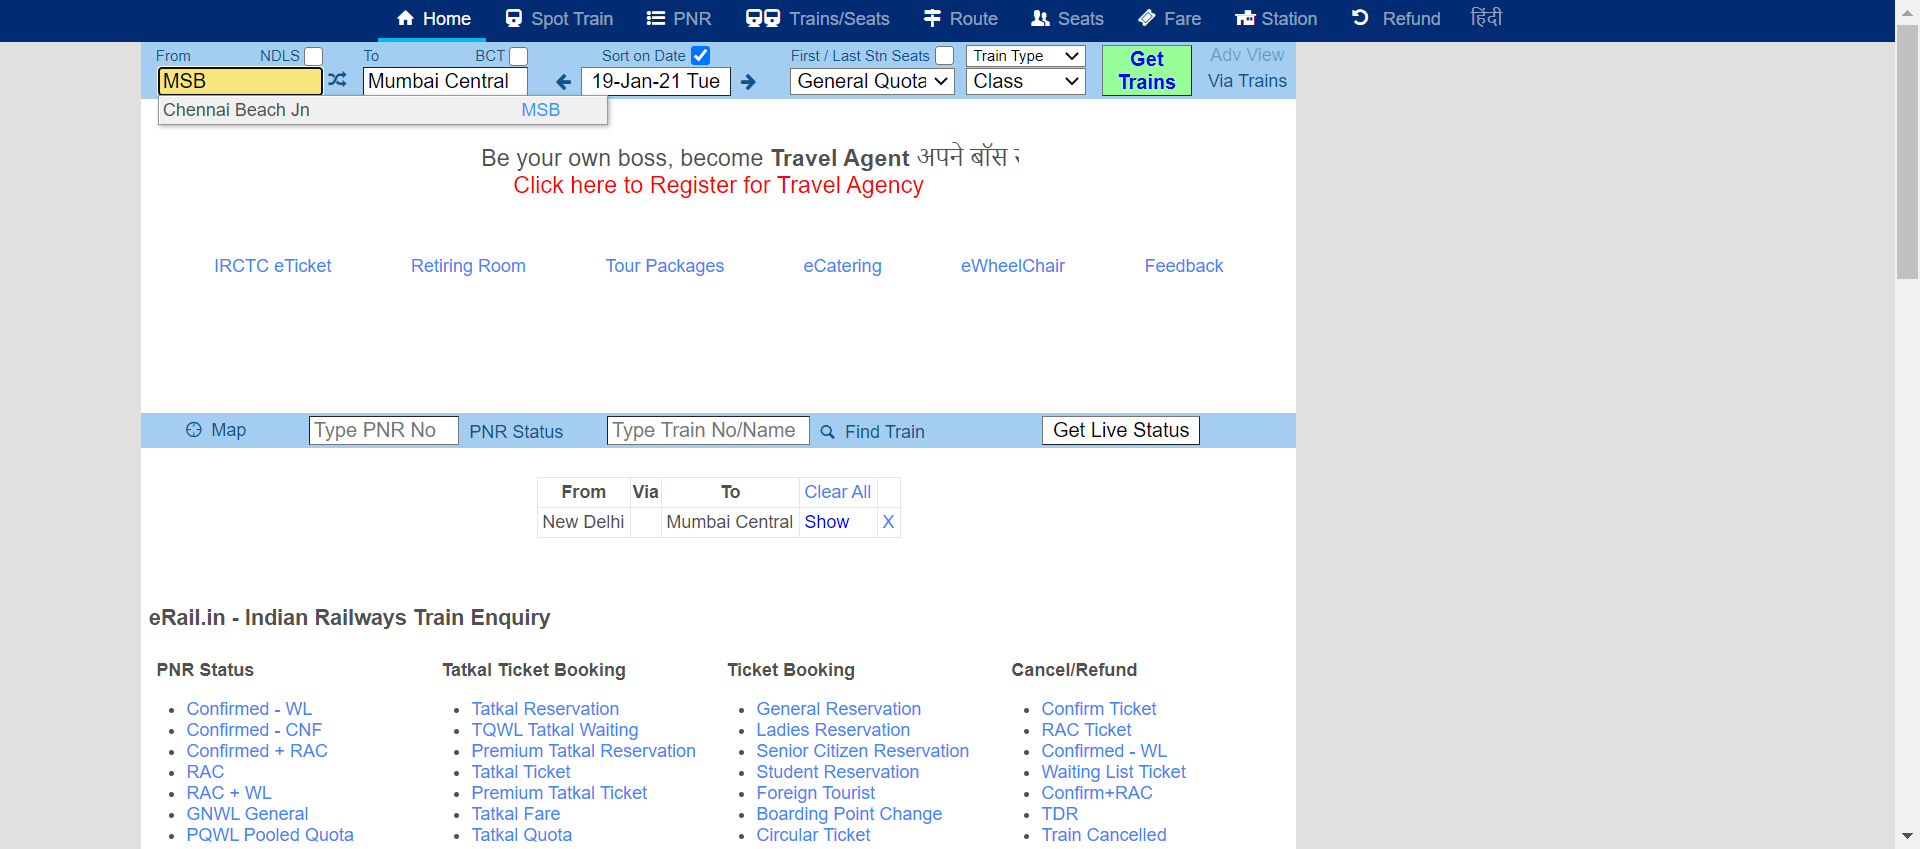 Home Spot Train PNR Trains/Seats Route Seats Fare Station Refund हिंदी
From NDLS To BCT Sort on Date First / Last Stn Seats Train Type Get Trains Adv View
MSB Mumbai Central 19-Jan-21 Tue General Quota Class Via Trains
Chennai Beach Jn MSB
Be your own boss, become Travel Agent अपने बॉस
Click here to Register for Travel Agency
IRCTC eTicket Retiring Room Tour Packages eCatering eWheelChair Feedback
Map Type PNR No PNR Status Type Train No/Name Find Train Get Live Status
From Via To Clear All
New Delhi Mumbai Central Show X
eRail.in - Indian Railways Train Enquiry
PNR Status Tatkal Ticket Booking Ticket Booking Cancel/Refund
Confirmed - WL Tatkal Reservation General Reservation Confirm Ticket
Confirmed - CNF TQWL Tatkal Waiting Ladies Reservation RAC Ticket
Confirmed + RAC Premium Tatkal Reservation Senior Citizen Reservation Confirmed - WL
RAC Tatkal Ticket Student Reservation Waiting List Ticket
RAC + WL Premium Tatkal Ticket Foreign Tourist Confirm+RAC
GNWL General Tatkal Fare Boarding Point Change TDR
PQWL Pooled Quota Tatkal Quota Circular Ticket Train Cancelled